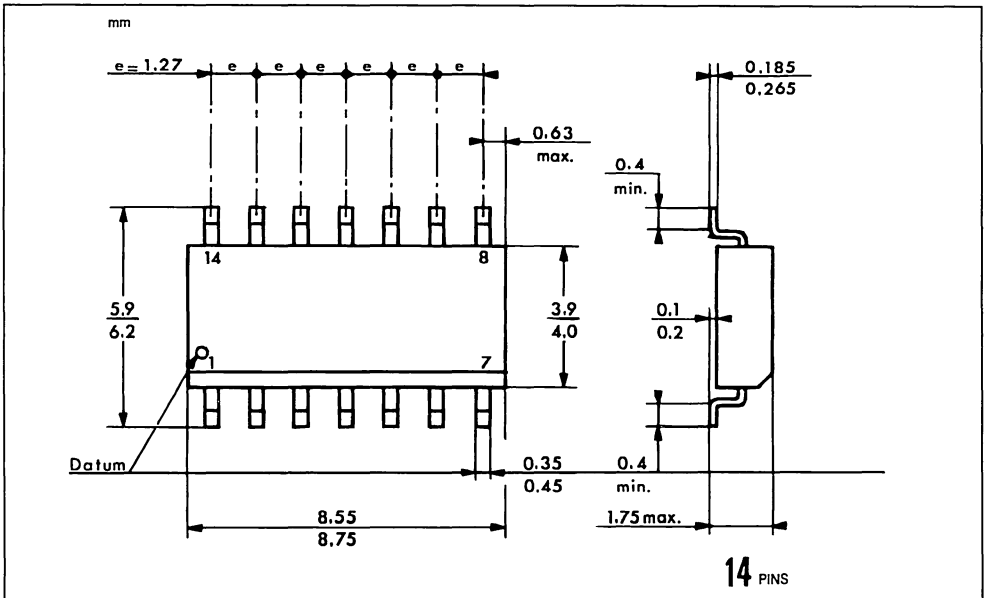 mm
e = 1.27 e e e e e e
0.185
0.265
0.63
max.
0.4
min.
14 8
5.9
6.2
3.9
4.0
0.1
0.2
1 7
Datum
0.35
0.45
0.4
min.
8.55
8.75
1.75 max.
14 PINS